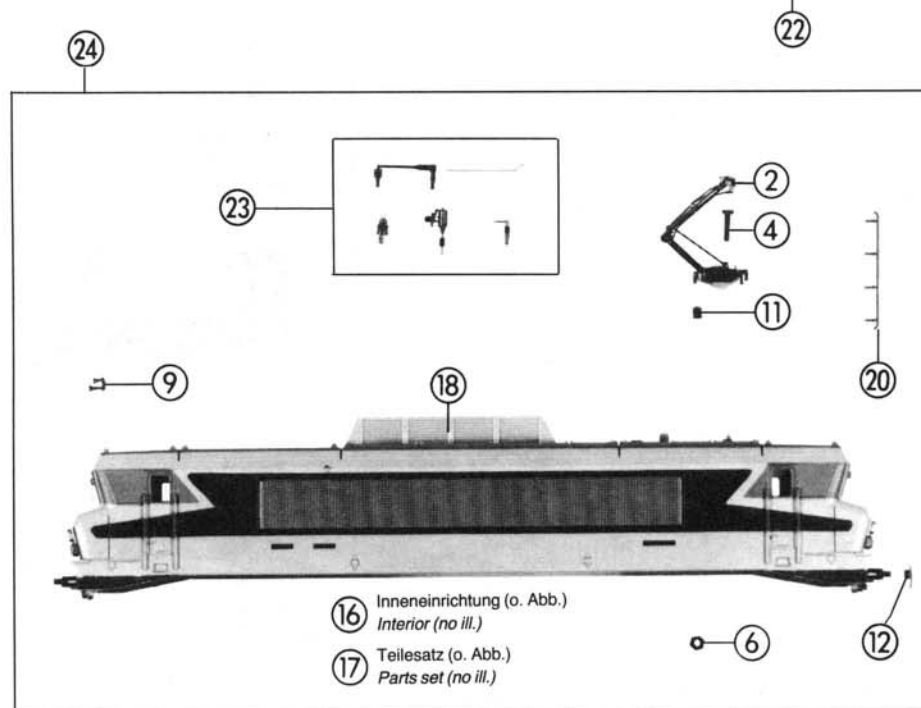 22
24
23
2
4
11
20
9
18
16 Inneneinrichtung (o. Abb.)
Interior (no ill.)
6
12
17 Teilesatz (o. Abb.)
Parts set (no ill.)